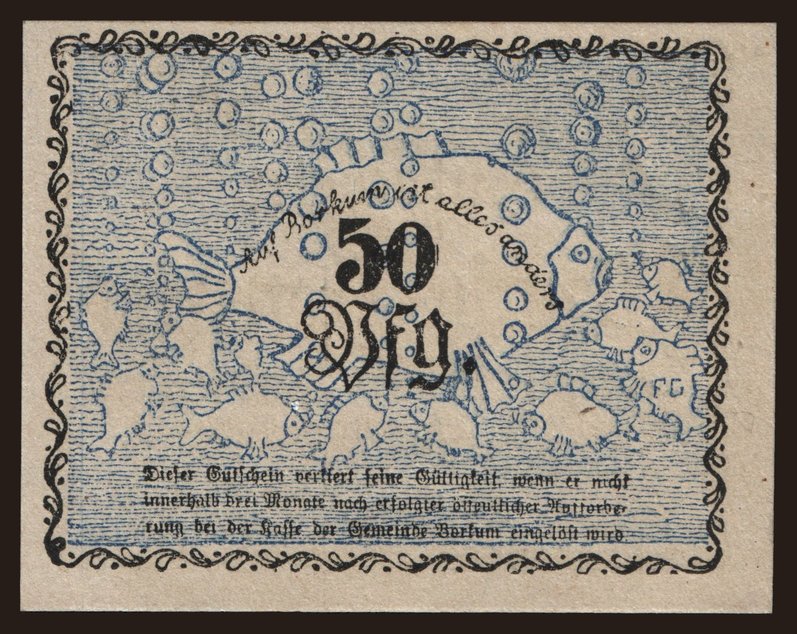 Auf Borkum ist alles anders
50
Pfg.
FG
Dieser Gutschein verliert seine Gültigkeit, wenn er nicht
innerhalb drei Monate nach erfolgter öffentlicher Aufforde-
rung bei der Kasse der Gemeinde Borkum eingelöst wird